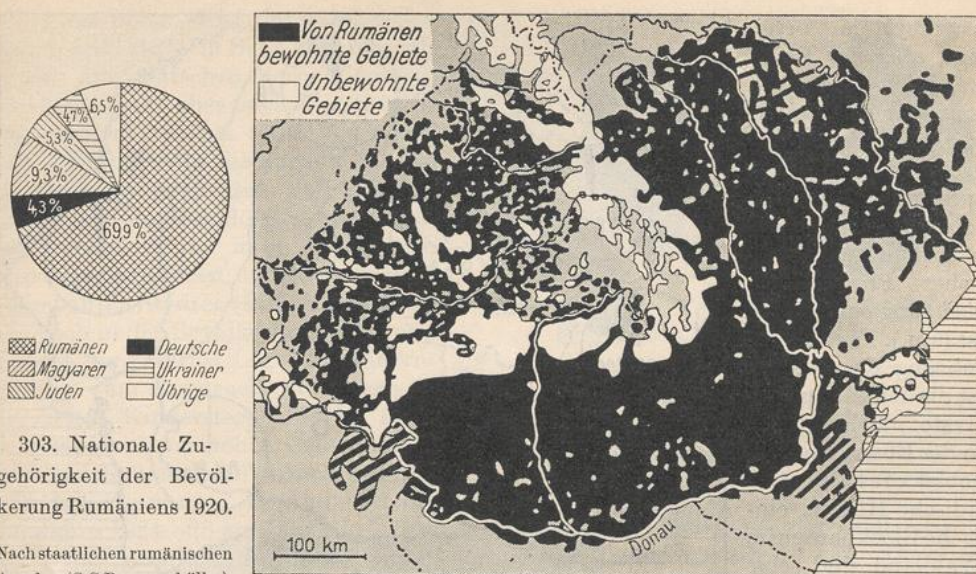 6,5%
4,7%
5,3%
9,3%
4,3%
69,9%
Rumänen
Deutsche
Magyaren
Ukrainer
Juden
Übrige
303. Nationale Zu-
gehörigkeit der Bevöl-
kerung Rumäniens 1920.
Nach staatlichen rumänischen
Von Rumänen
bewohnte Gebiete
Unbewohnte
Gebiete
100 km
Donau